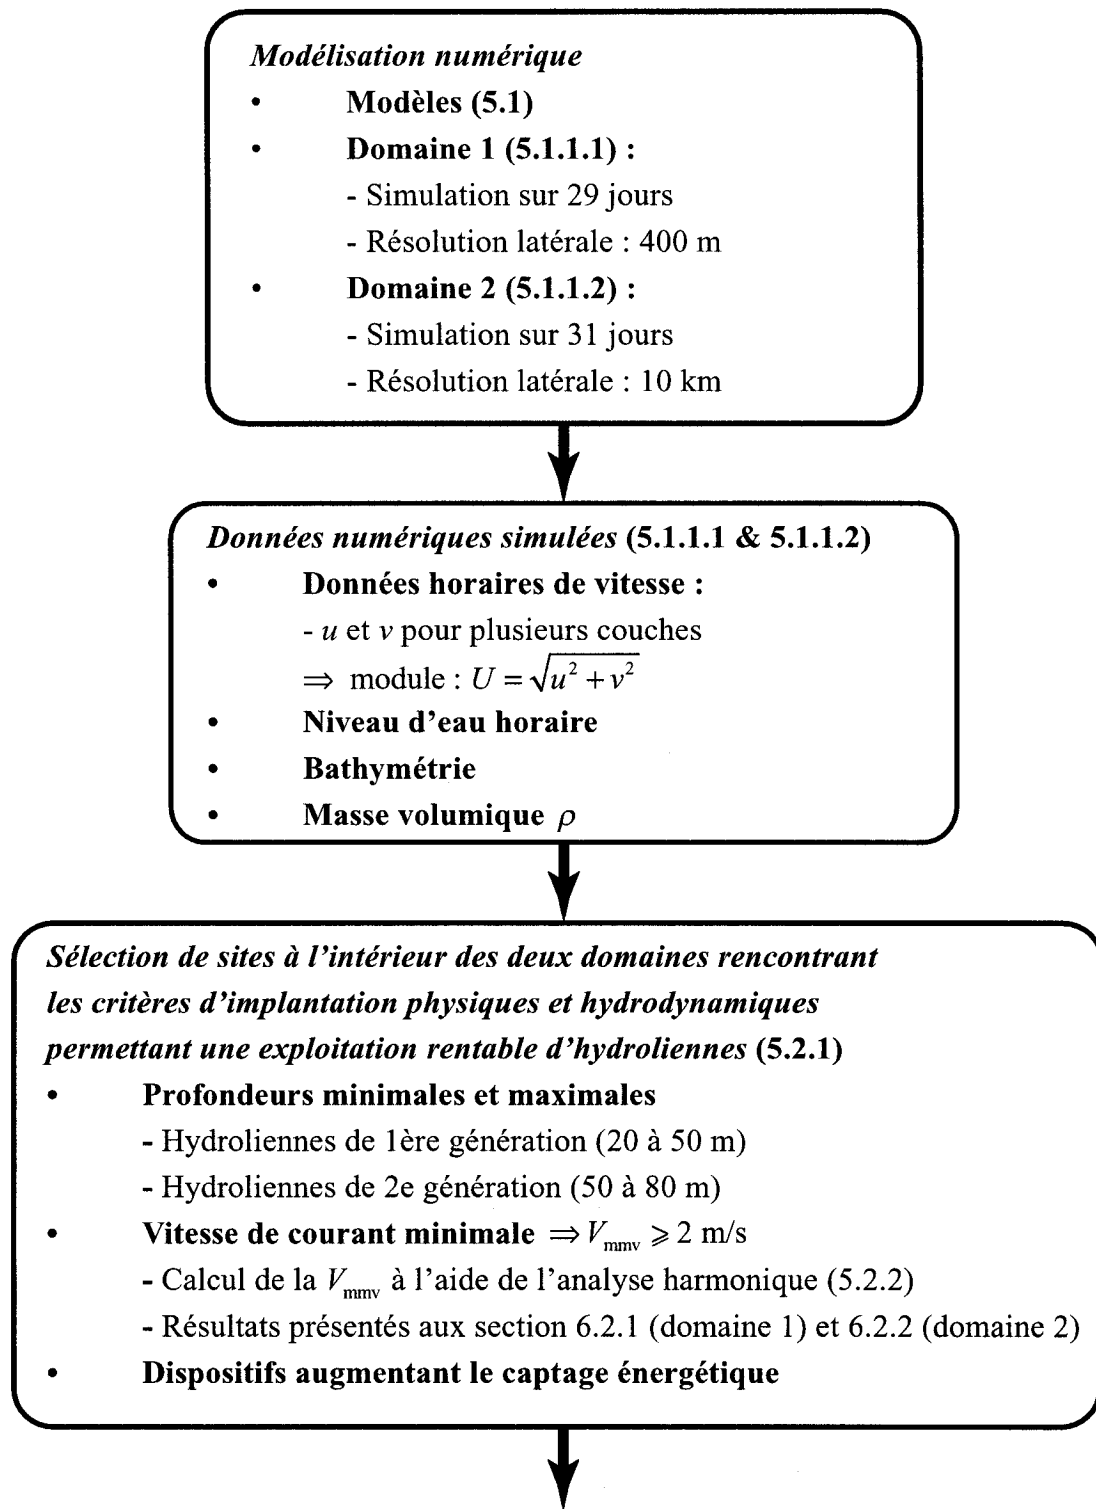 Modélisation numérique
• Modèles (5.1)
• Domaine 1 (5.1.1.1) :
- Simulation sur 29 jours
- Résolution latérale : 400 m
• Domaine 2 (5.1.1.2) :
- Simulation sur 31 jours
- Résolution latérale : 10 km
Données numériques simulées (5.1.1.1 & 5.1.1.2)
• Données horaires de vitesse :
- u et v pour plusieurs couches
⇒ module : U = √(u² + v²)
• Niveau d'eau horaire
• Bathymétrie
• Masse volumique ρ
Sélection de sites à l'intérieur des deux domaines rencontrant
les critères d'implantation physiques et hydrodynamiques
permettant une exploitation rentable d'hydroliennes (5.2.1)
• Profondeurs minimales et maximales
- Hydroliennes de 1ère génération (20 à 50 m)
- Hydroliennes de 2e génération (50 à 80 m)
• Vitesse de courant minimale ⇒ V_mmv ⩾ 2 m/s
- Calcul de la V_mmv à l'aide de l'analyse harmonique (5.2.2)
- Résultats présentés aux section 6.2.1 (domaine 1) et 6.2.2 (domaine 2)
• Dispositifs augmentant le captage énergétique